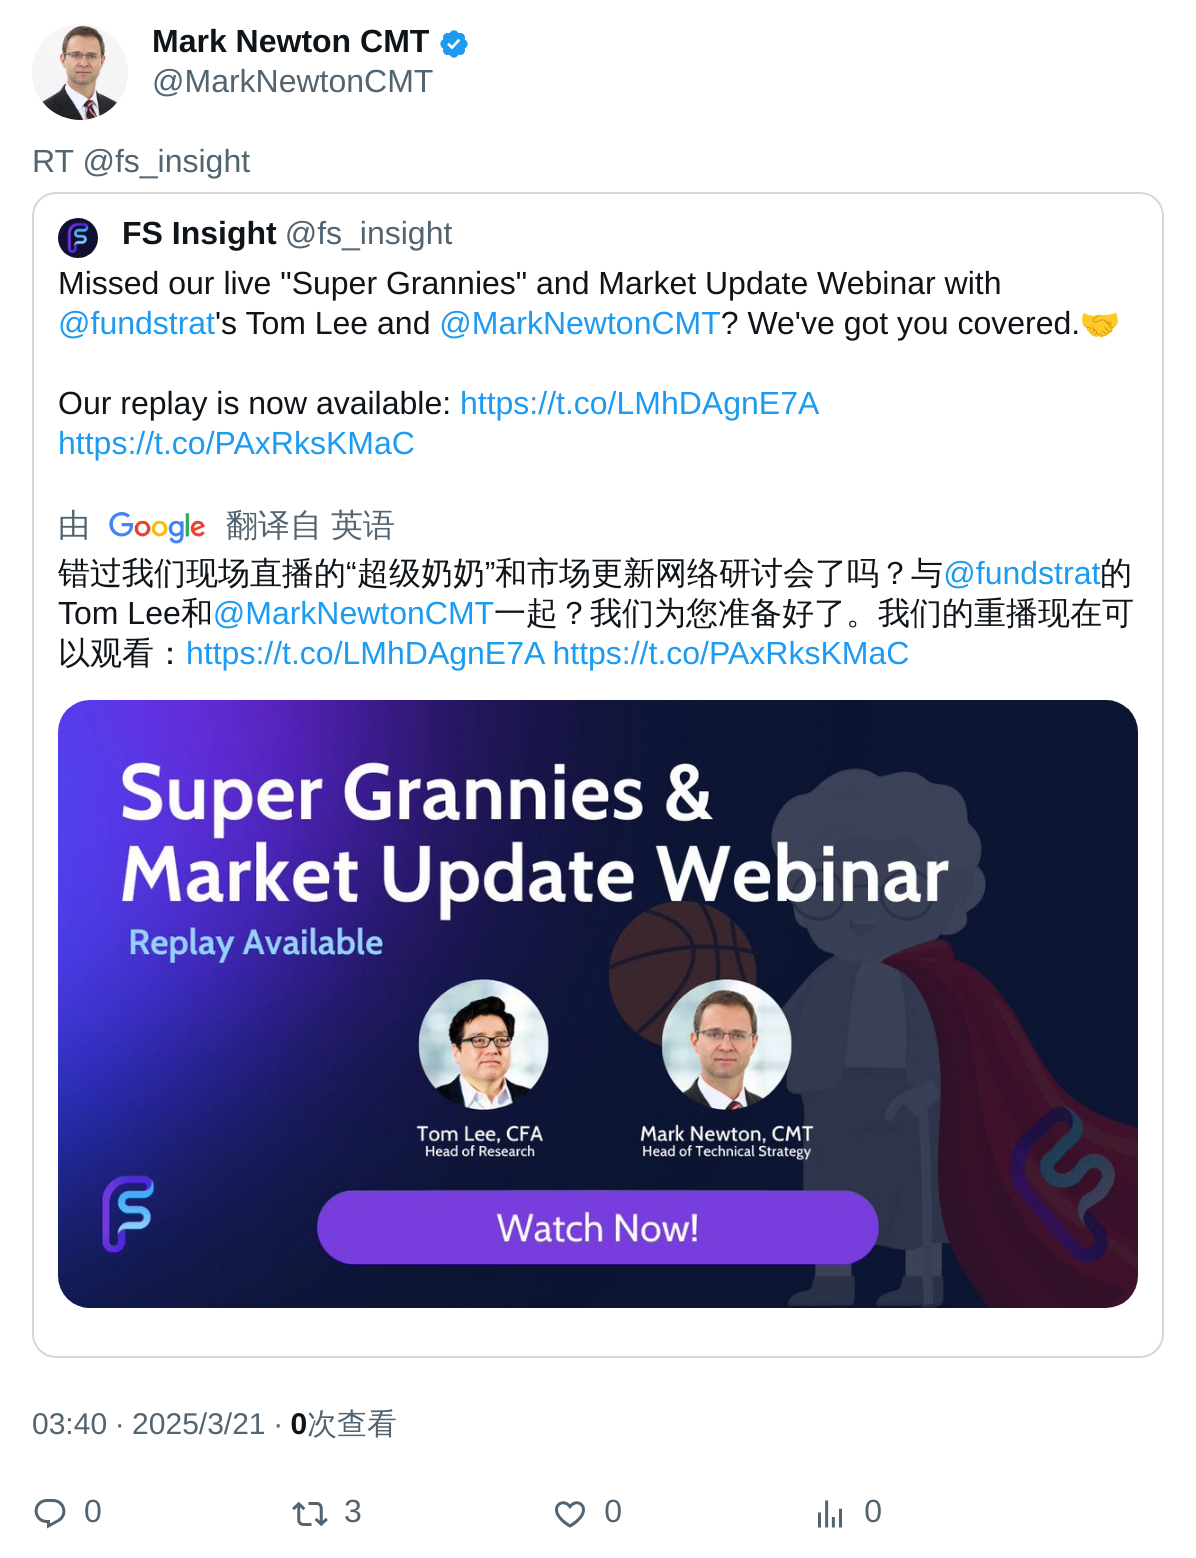 Mark Newton CMT
@MarkNewtonCMT
RT @fs_insight
FS Insight @fs_insight
Missed our live "Super Grannies" and Market Update Webinar with
@fundstrat's Tom Lee and @MarkNewtonCMT? We've got you covered.🤝
Our replay is now available: https://t.co/LMhDAgnE7A
https://t.co/PAxRksKMaC
由 Google 翻译自 英语
错过我们现场直播的“超级奶奶”和市场更新网络研讨会了吗？与@fundstrat的
Tom Lee和@MarkNewtonCMT一起？我们为您准备好了。我们的重播现在可
以观看：https://t.co/LMhDAgnE7A https://t.co/PAxRksKMaC
Super Grannies &
Market Update Webinar
Replay Available
Tom Lee, CFA
Head of Research
Mark Newton, CMT
Head of Technical Strategy
Watch Now!
03:40 · 2025/3/21 · 0次查看
0 3 0 0